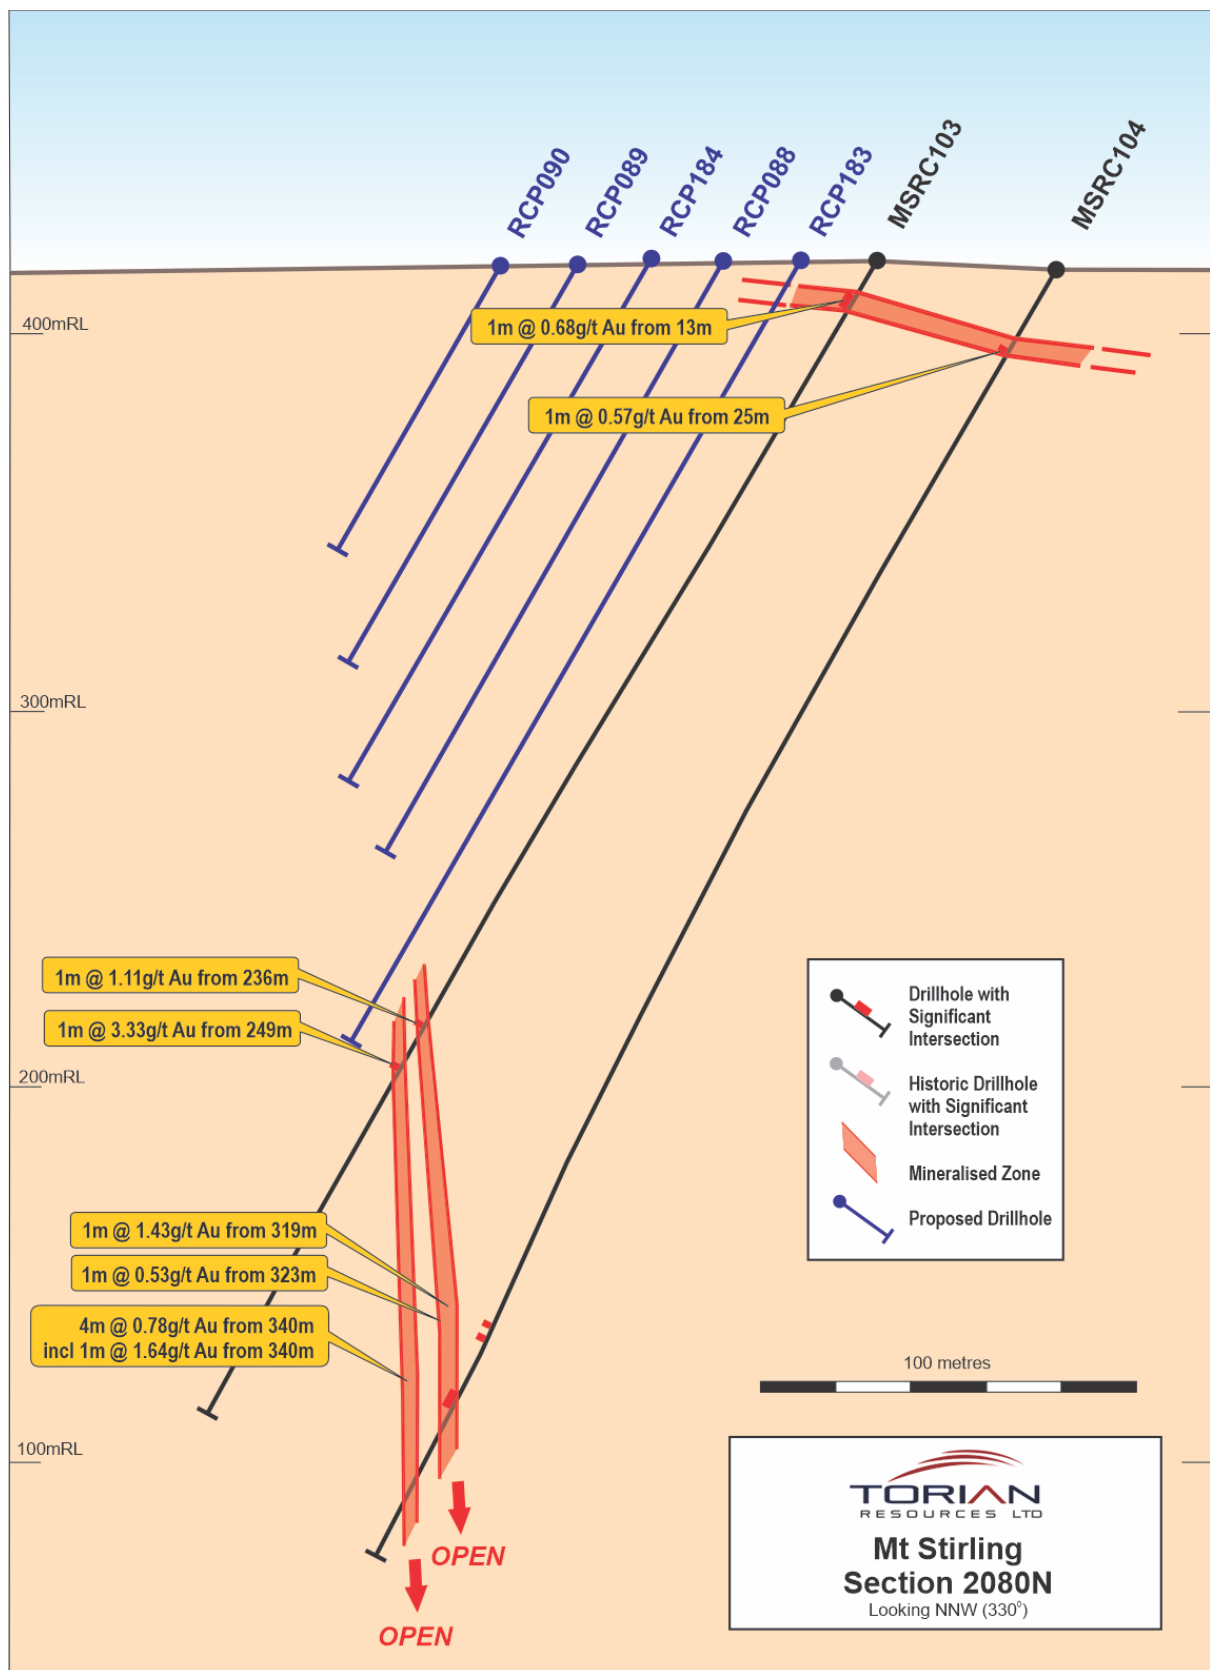 RCP090
RCP089
RCP184
RCP088
RCP183
MSRC103
MSRC104
400mRL
1m @ 0.68g/t Au from 13m
1m @ 0.57g/t Au from 25m
300mRL
1m @ 1.11g/t Au from 236m
1m @ 3.33g/t Au from 249m
200mRL
Drillhole with
Significant
Intersection
Historic Drillhole
with Significant
Intersection
Mineralised Zone
Proposed Drillhole
1m @ 1.43g/t Au from 319m
1m @ 0.53g/t Au from 323m
4m @ 0.78g/t Au from 340m
incl 1m @ 1.64g/t Au from 340m
100 metres
100mRL
OPEN
OPEN
TORIAN
RESOURCES LTD
Mt Stirling
Section 2080N
Looking NNW (330⁰)